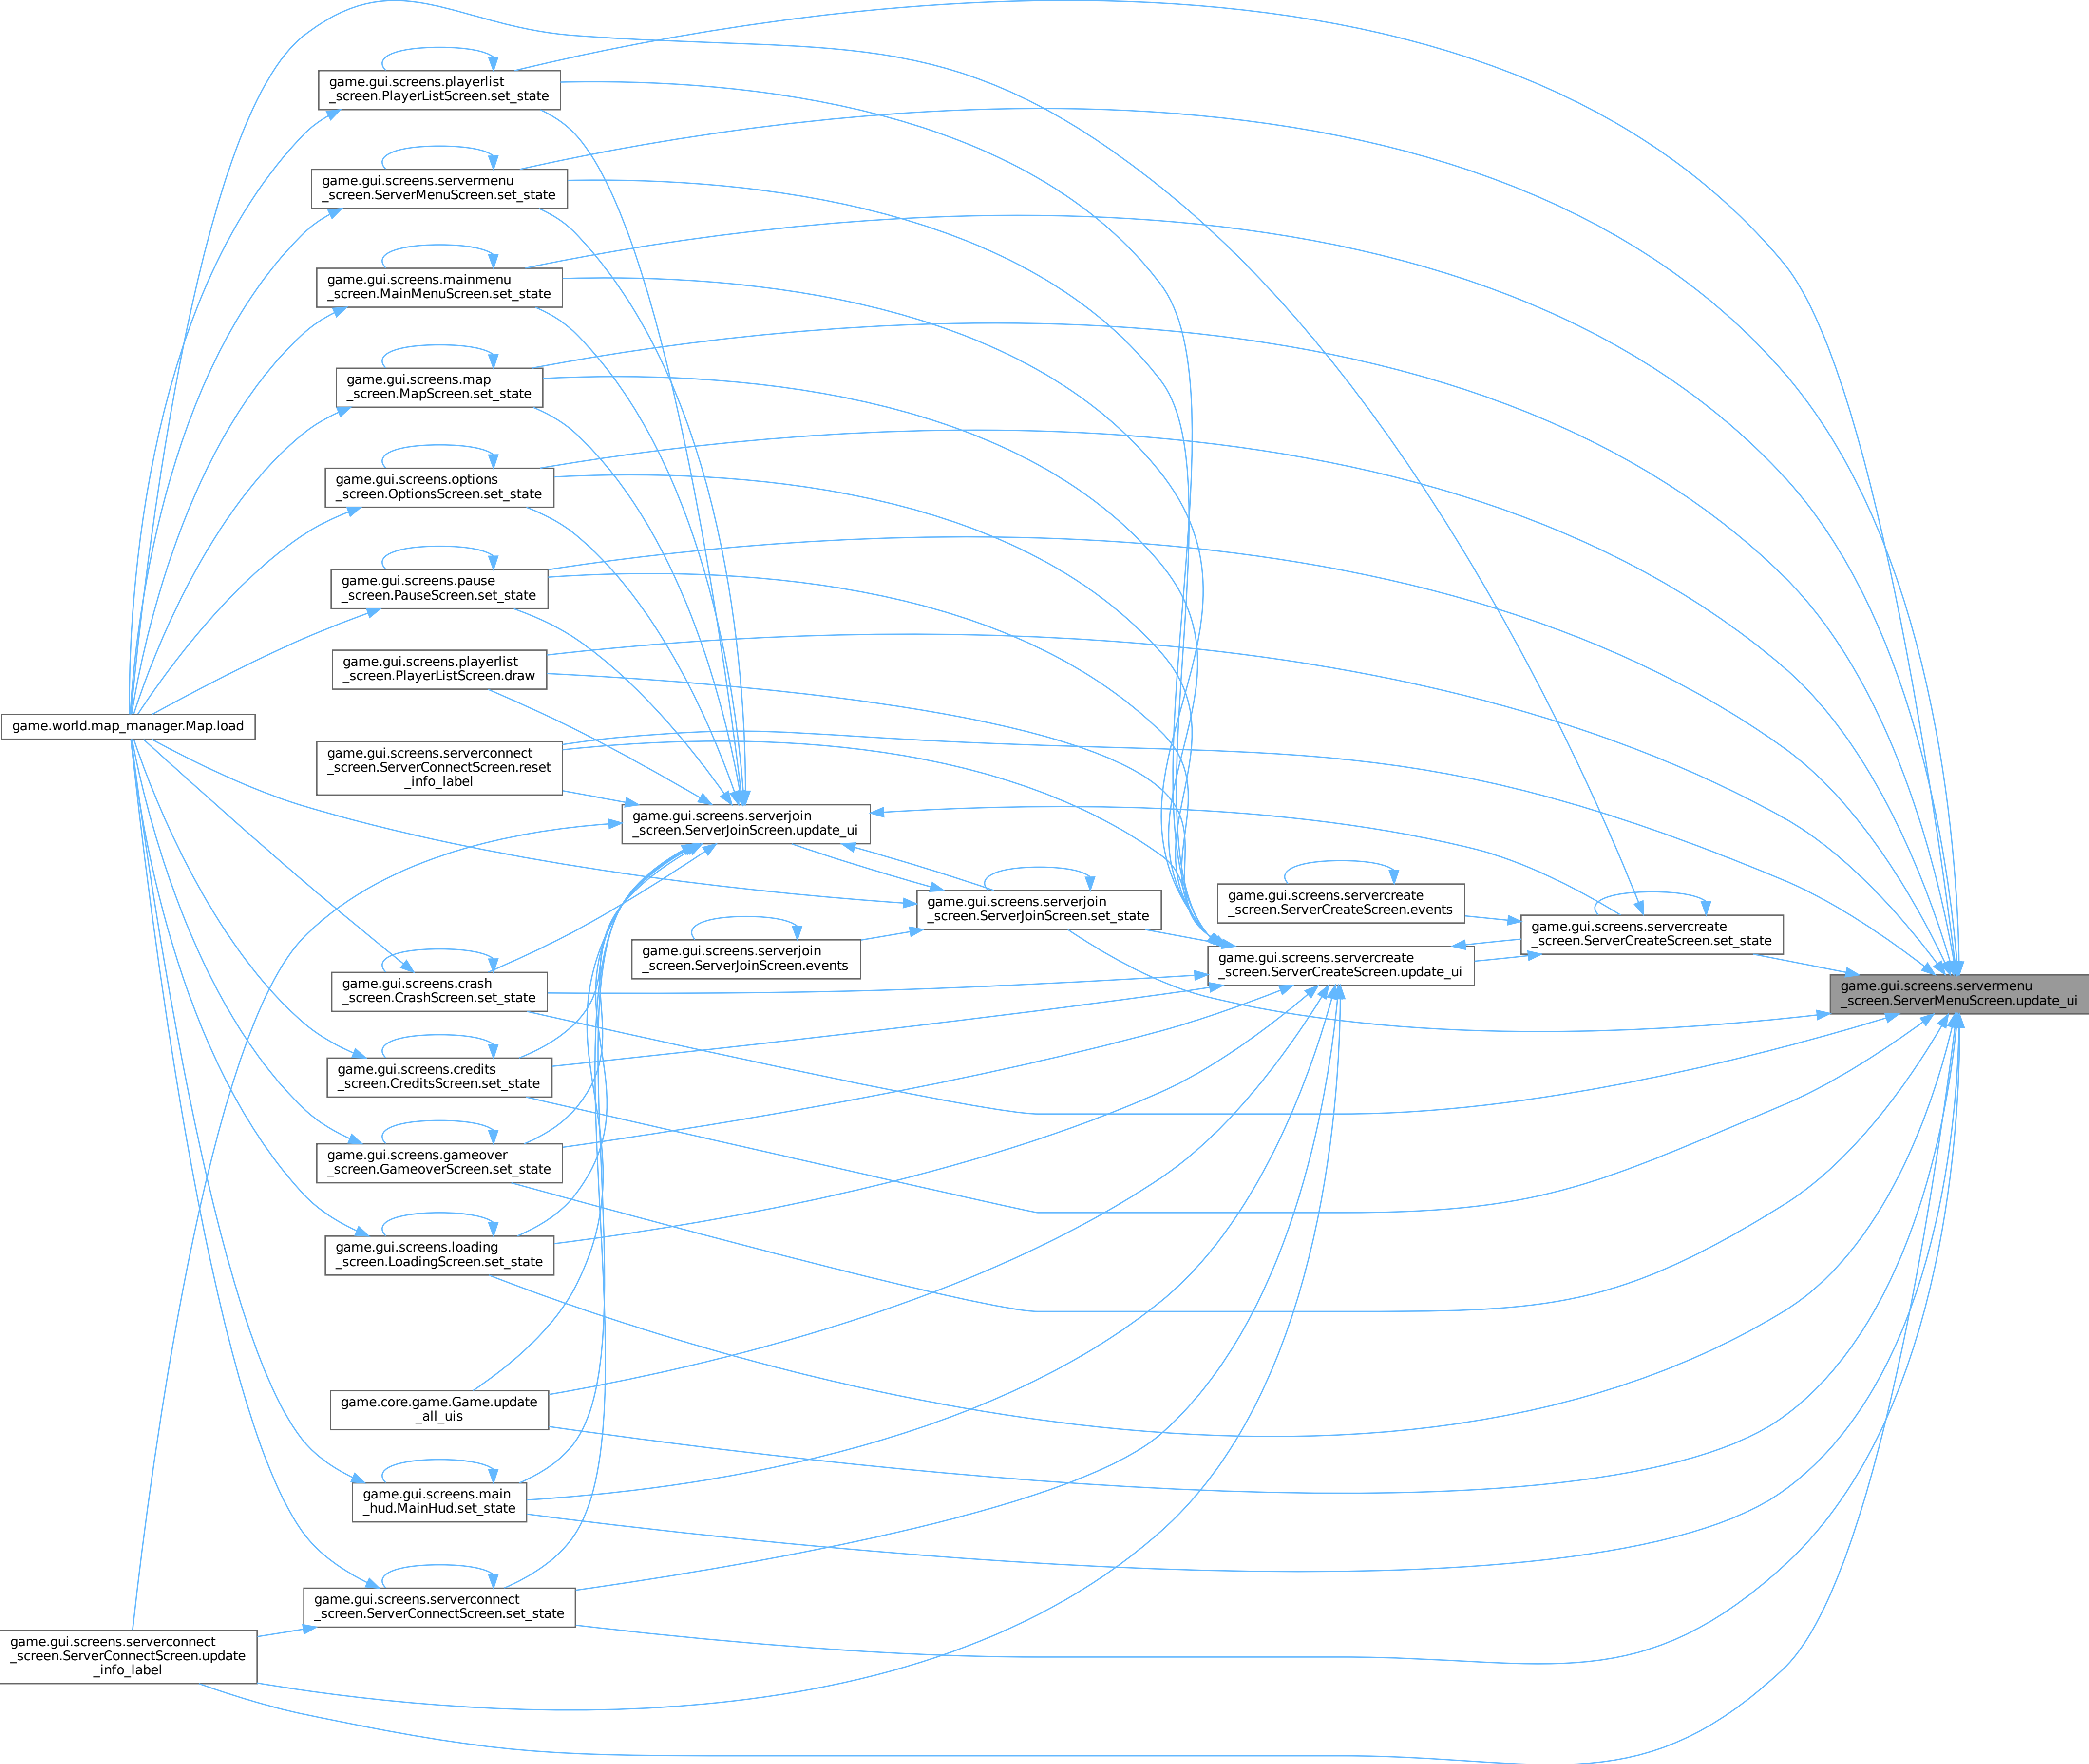 game.gui.screens.playerlist
_screen.PlayerListScreen.set_state
game.gui.screens.servermenu
_screen.ServerMenuScreen.set_state
game.gui.screens.mainmenu
_screen.MainMenuScreen.set_state
game.gui.screens.map
_screen.MapScreen.set_state
game.gui.screens.options
_screen.OptionsScreen.set_state
game.gui.screens.pause
_screen.PauseScreen.set_state
game.gui.screens.playerlist
_screen.PlayerListScreen.draw
game.world.map_manager.Map.load
game.gui.screens.serverconnect
_screen.ServerConnectScreen.reset
_info_label
game.gui.screens.serverjoin
_screen.ServerJoinScreen.update_ui
game.gui.screens.serverjoin
_screen.ServerJoinScreen.set_state
game.gui.screens.servercreate
_screen.ServerCreateScreen.events
game.gui.screens.servercreate
_screen.ServerCreateScreen.set_state
game.gui.screens.serverjoin
_screen.ServerJoinScreen.events
game.gui.screens.servercreate
_screen.ServerCreateScreen.update_ui
game.gui.screens.servermenu
_screen.ServerMenuScreen.update_ui
game.gui.screens.crash
_screen.CrashScreen.set_state
game.gui.screens.credits
_screen.CreditsScreen.set_state
game.gui.screens.gameover
_screen.GameoverScreen.set_state
game.gui.screens.loading
_screen.LoadingScreen.set_state
game.core.game.Game.update
_all_uis
game.gui.screens.main
_hud.MainHud.set_state
game.gui.screens.serverconnect
_screen.ServerConnectScreen.set_state
game.gui.screens.serverconnect
_screen.ServerConnectScreen.update
_info_label